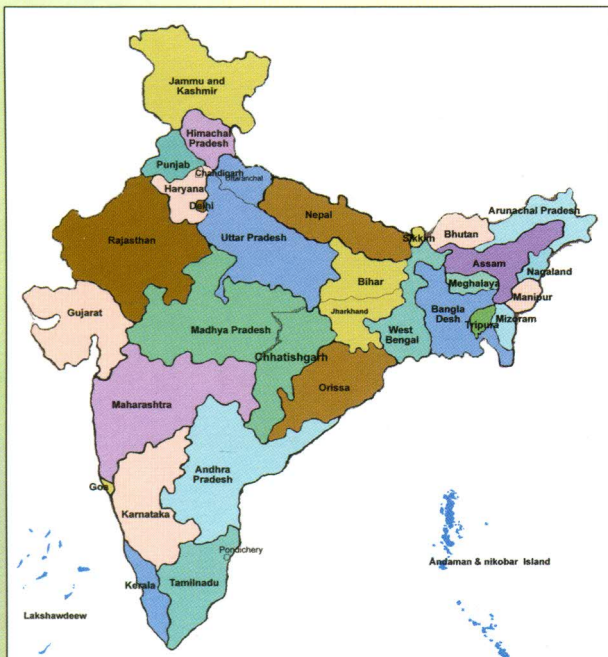 Jammu and
Kashmir
Himachal
Pradesh
Punjab
Chandigarh
Uttaranchal
Haryana
Delhi
Rajasthan
Uttar Pradesh
Nepal
Sikkim
Bhutan
Arunachal Pradesh
Assam
Nagaland
Meghalaya
Manipur
Bihar
Jharkhand
Bangla
Desh
Tripura
Mizoram
Gujarat
Madhya Pradesh
West
Bengal
Chhatishgarh
Orissa
Maharashtra
Andhra
Pradesh
Goa
Karnataka
Pondichery
Kerala
Tamilnadu
Lakshawdeew
Andaman & nikobar Island